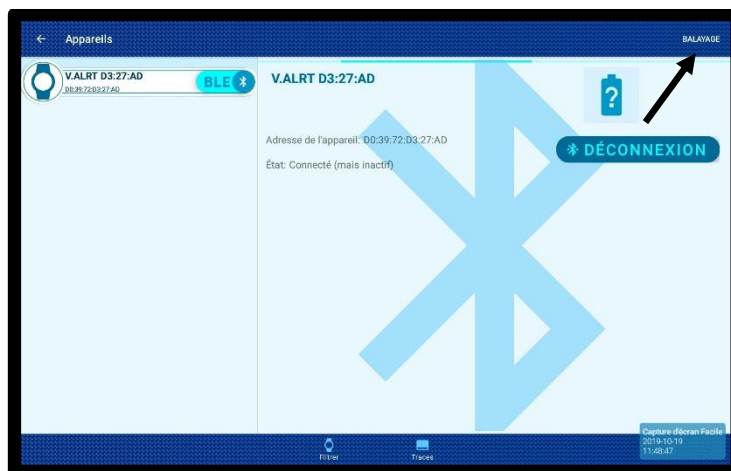 Appareils
BALAYAGE
V.ALRT D3:27:AD
D0:39:72:D3:27:AD
BLE
V.ALRT D3:27:AD
?
Adresse de l'appareil: D0:39:72:D3:27:AD
DÉCONNEXION
État: Connecté (mais inactif)
Filtrer
Traces
Capture d'écran Facile
2019-10-19
11:48:47